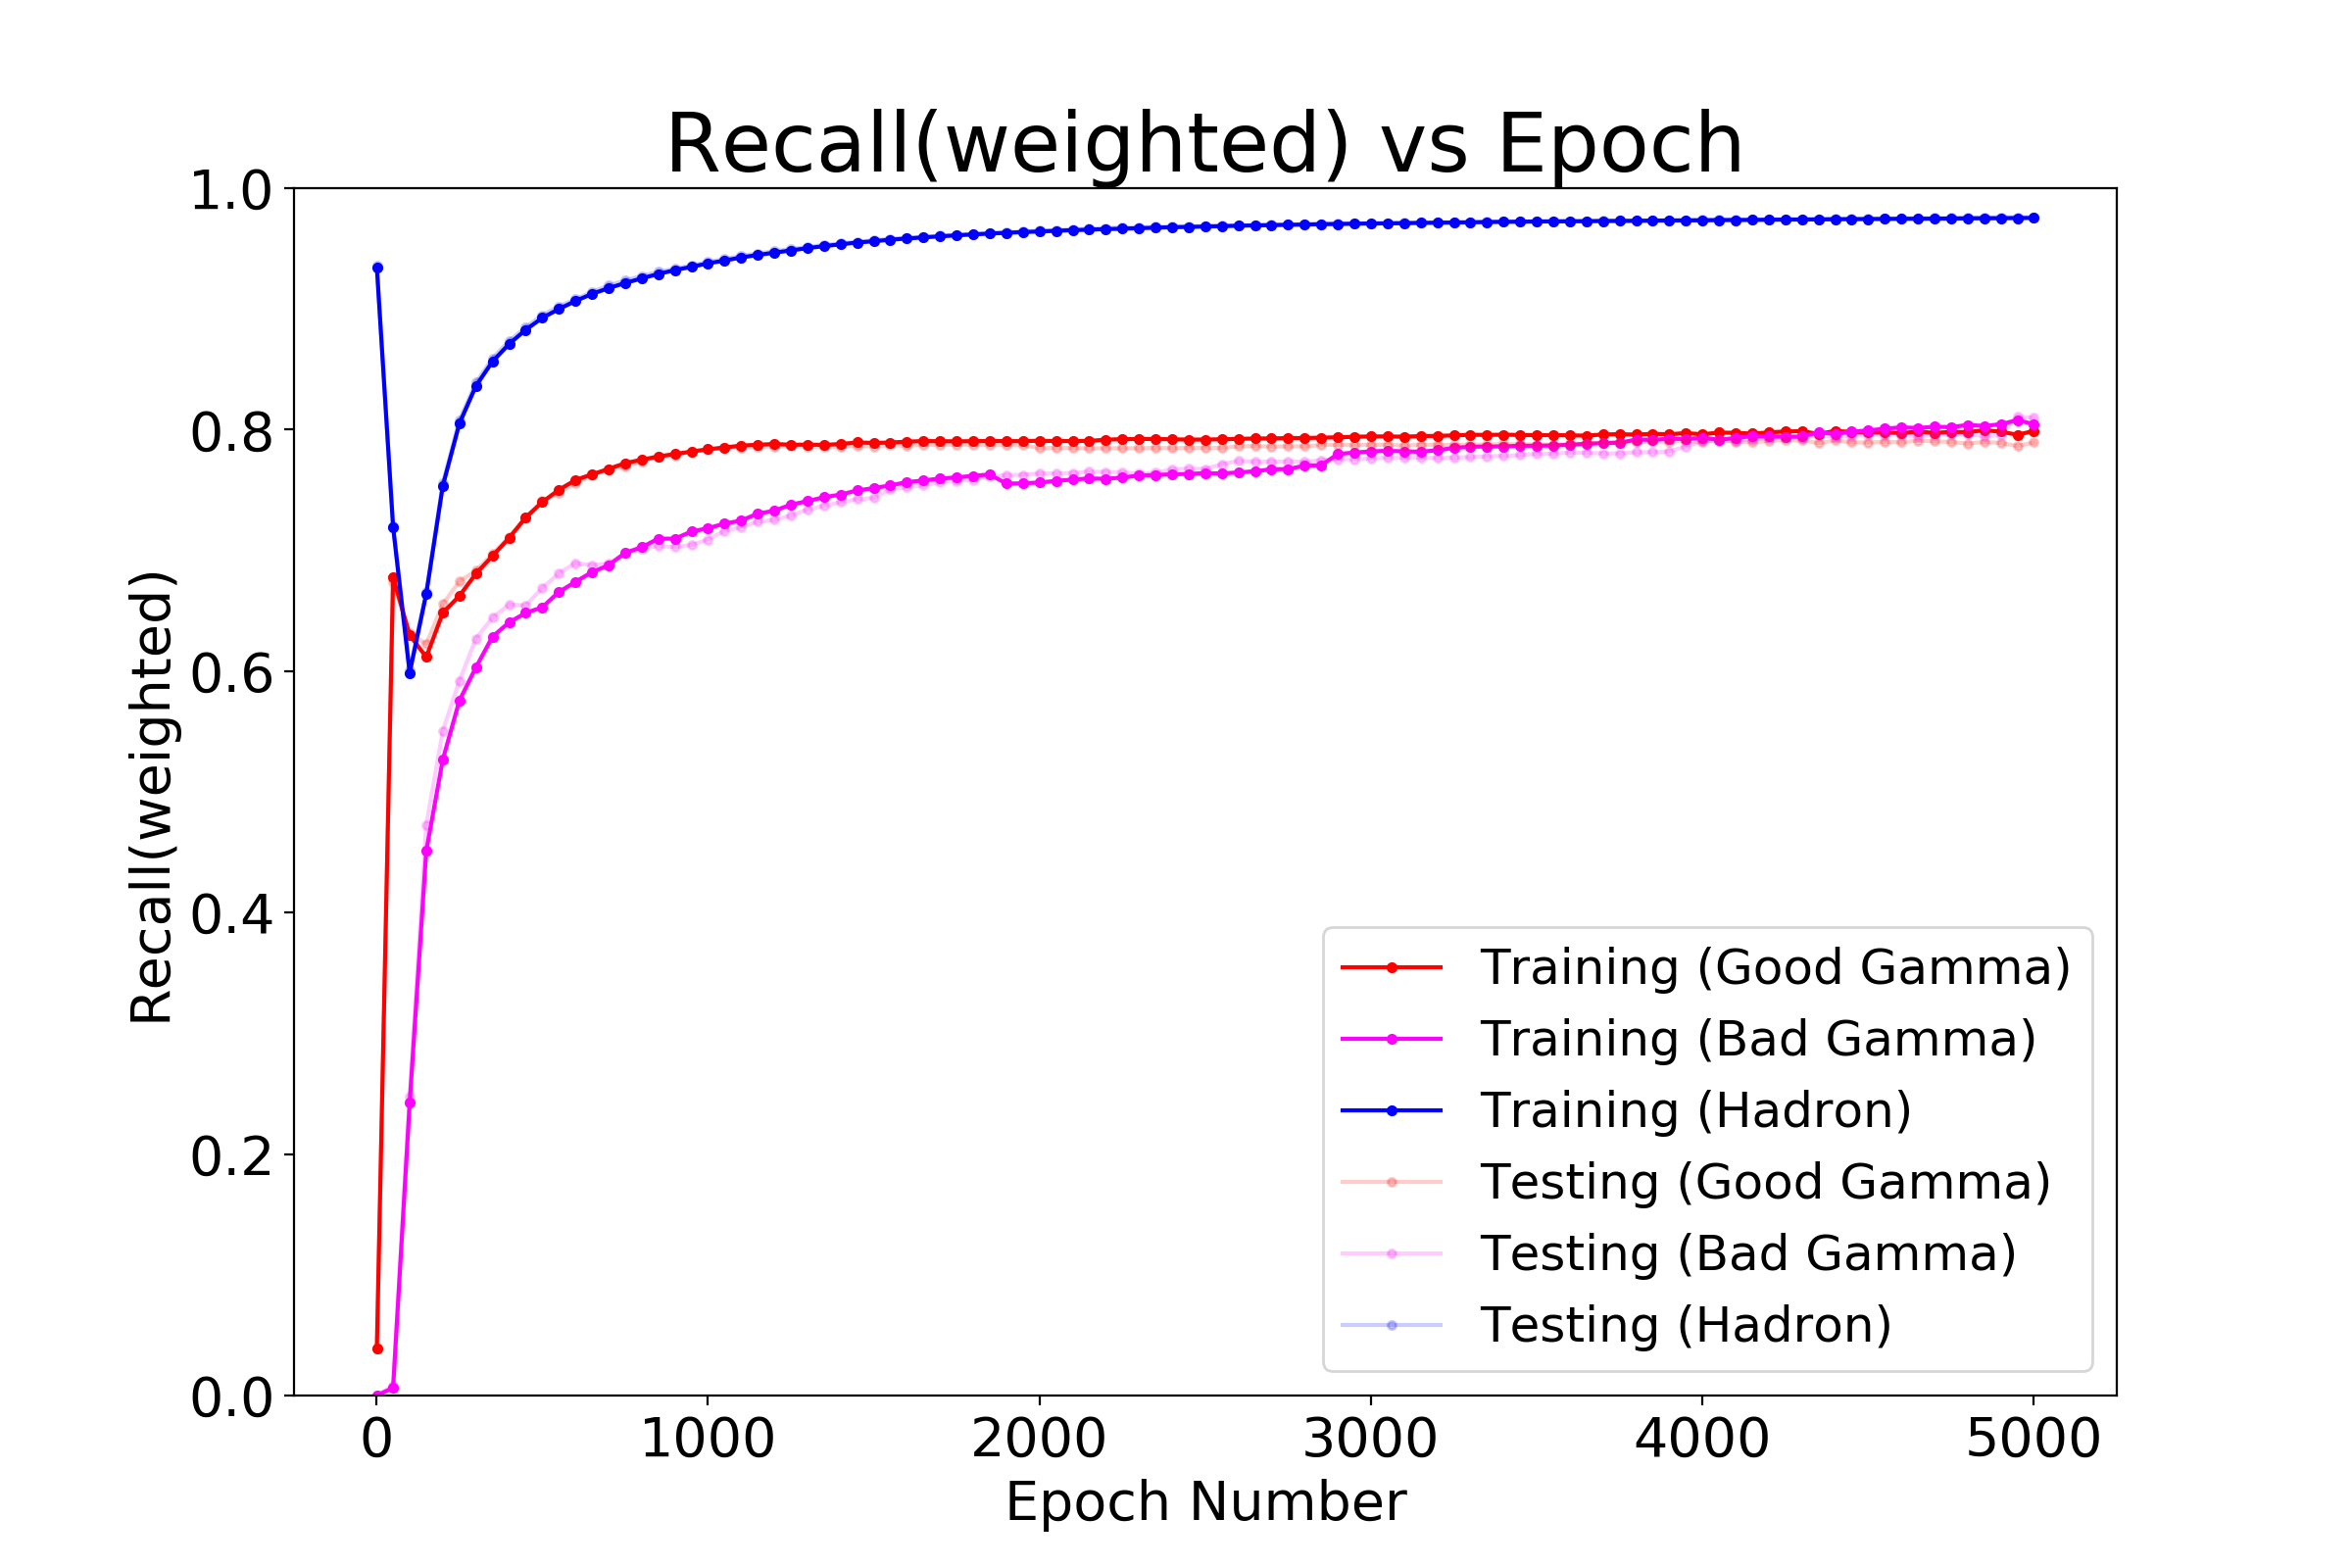 Recall(weighted) vs Epoch
1.0
0.8
0.6
0.4
0.2
0.0
Recall(weighted)
0 1000 2000 3000 4000 5000
Epoch Number
Training (Good Gamma)
Training (Bad Gamma)
Training (Hadron)
Testing (Good Gamma)
Testing (Bad Gamma)
Testing (Hadron)